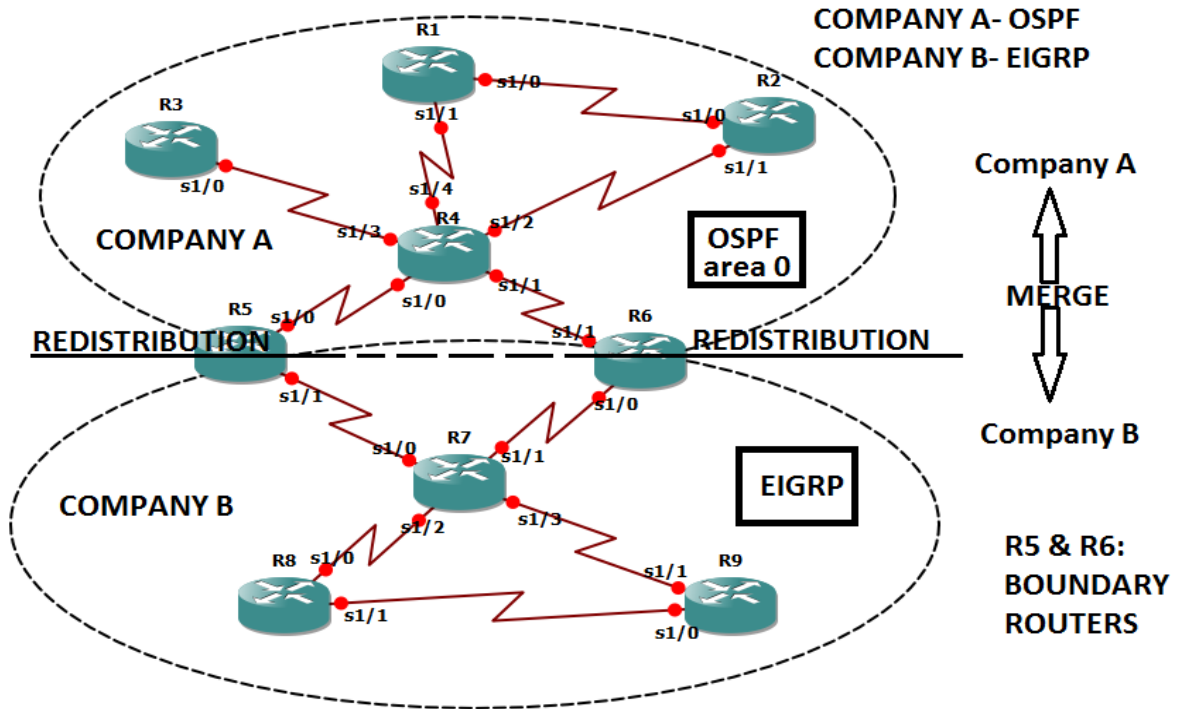 COMPANY A- OSPF
COMPANY B- EIGRP
R1
s1/0
s1/1
R2
s1/0
s1/1
R3
s1/0
Company A
s1/4
R4
s1/3
s1/2
s1/0
s1/1
COMPANY A
OSPF
area 0
MERGE
R5
s1/0
REDISTRIBUTION
s1/1
R6
s1/1
REDISTRIBUTION
s1/0
Company B
R7
s1/0
s1/1
s1/2
s1/3
COMPANY B
EIGRP
R8
s1/0
s1/1
R9
s1/1
s1/0
R5 & R6:
BOUNDARY
ROUTERS